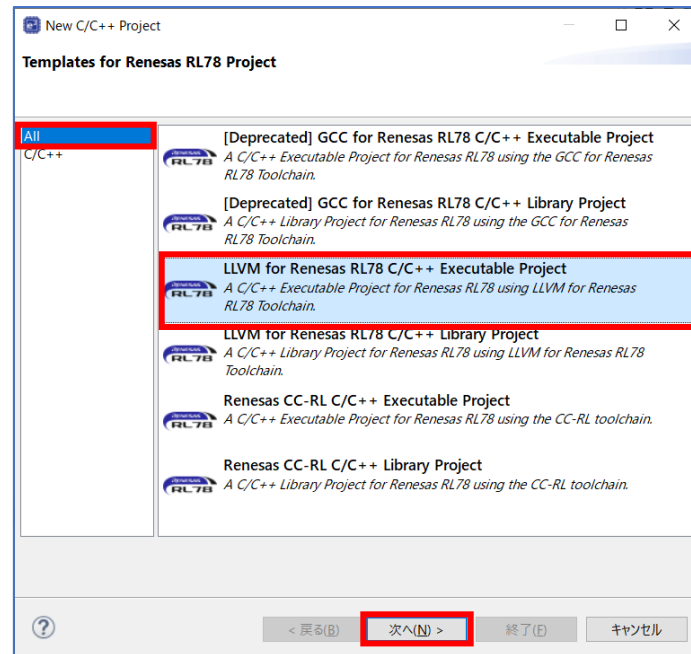 New C/C++ Project
Templates for Renesas RL78 Project
All
C/C++
[Deprecated] GCC for Renesas RL78 C/C++ Executable Project
A C/C++ Executable Project for Renesas RL78 using the GCC for Renesas
RL78 Toolchain.
[Deprecated] GCC for Renesas RL78 C/C++ Library Project
A C/C++ Library Project for Renesas RL78 using the GCC for Renesas
RL78 Toolchain.
LLVM for Renesas RL78 C/C++ Executable Project
A C/C++ Executable Project for Renesas RL78 using LLVM for Renesas
RL78 Toolchain.
LLVM for Renesas RL78 C/C++ Library Project
A C/C++ Library Project for Renesas RL78 using LLVM for Renesas RL78
Toolchain.
Renesas CC-RL C/C++ Executable Project
A C/C++ Executable Project for Renesas RL78 using the CC-RL toolchain.
Renesas CC-RL C/C++ Library Project
A C/C++ Library Project for Renesas RL78 using the CC-RL toolchain.
RL78
RL78
RL78
RL78
RL78
RL78
?
< 戻る(B)
次へ(N) >
終了(F)
キャンセル